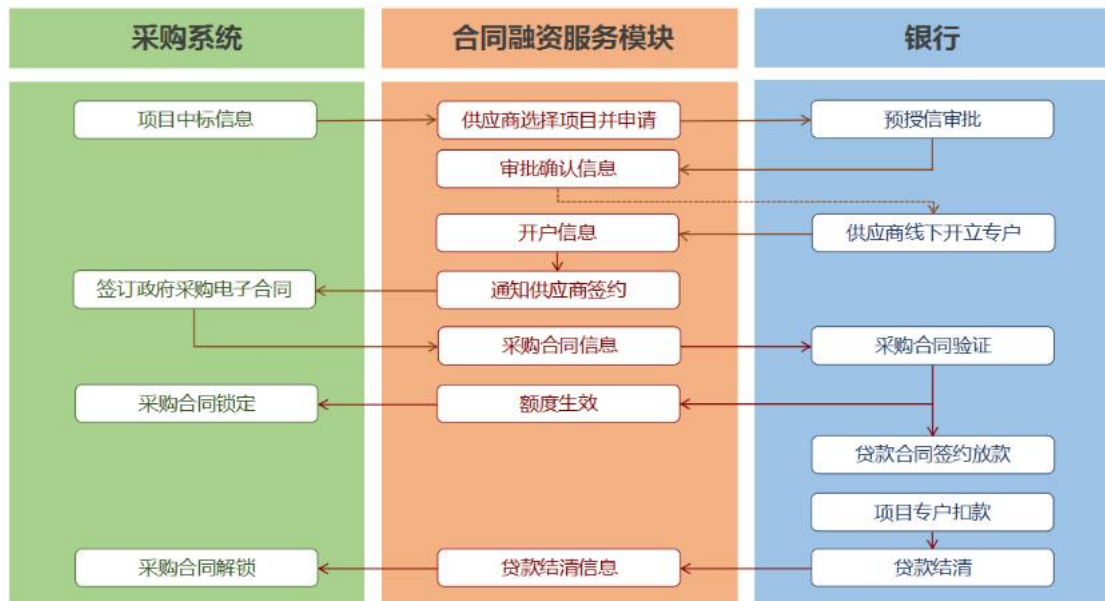 采购系统
合同融资服务模块
银行
项目中标信息
供应商选择项目并申请
预授信审批
审批确认信息
开户信息
供应商线下开立专户
签订政府采购电子合同
通知供应商签约
采购合同信息
采购合同验证
采购合同锁定
额度生效
贷款合同签约放款
项目专户扣款
采购合同解锁
贷款结清信息
贷款结清